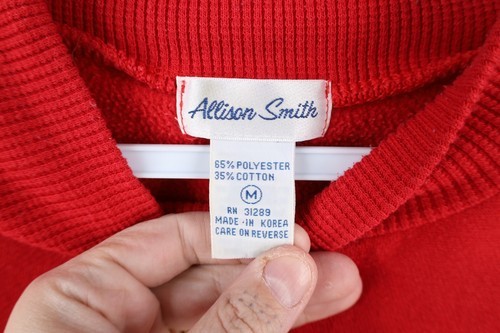 Allison Smith
65% POLYESTER
35% COTTON
M
RN 31289
MADE-IN KOREA
CARE ON REVERSE